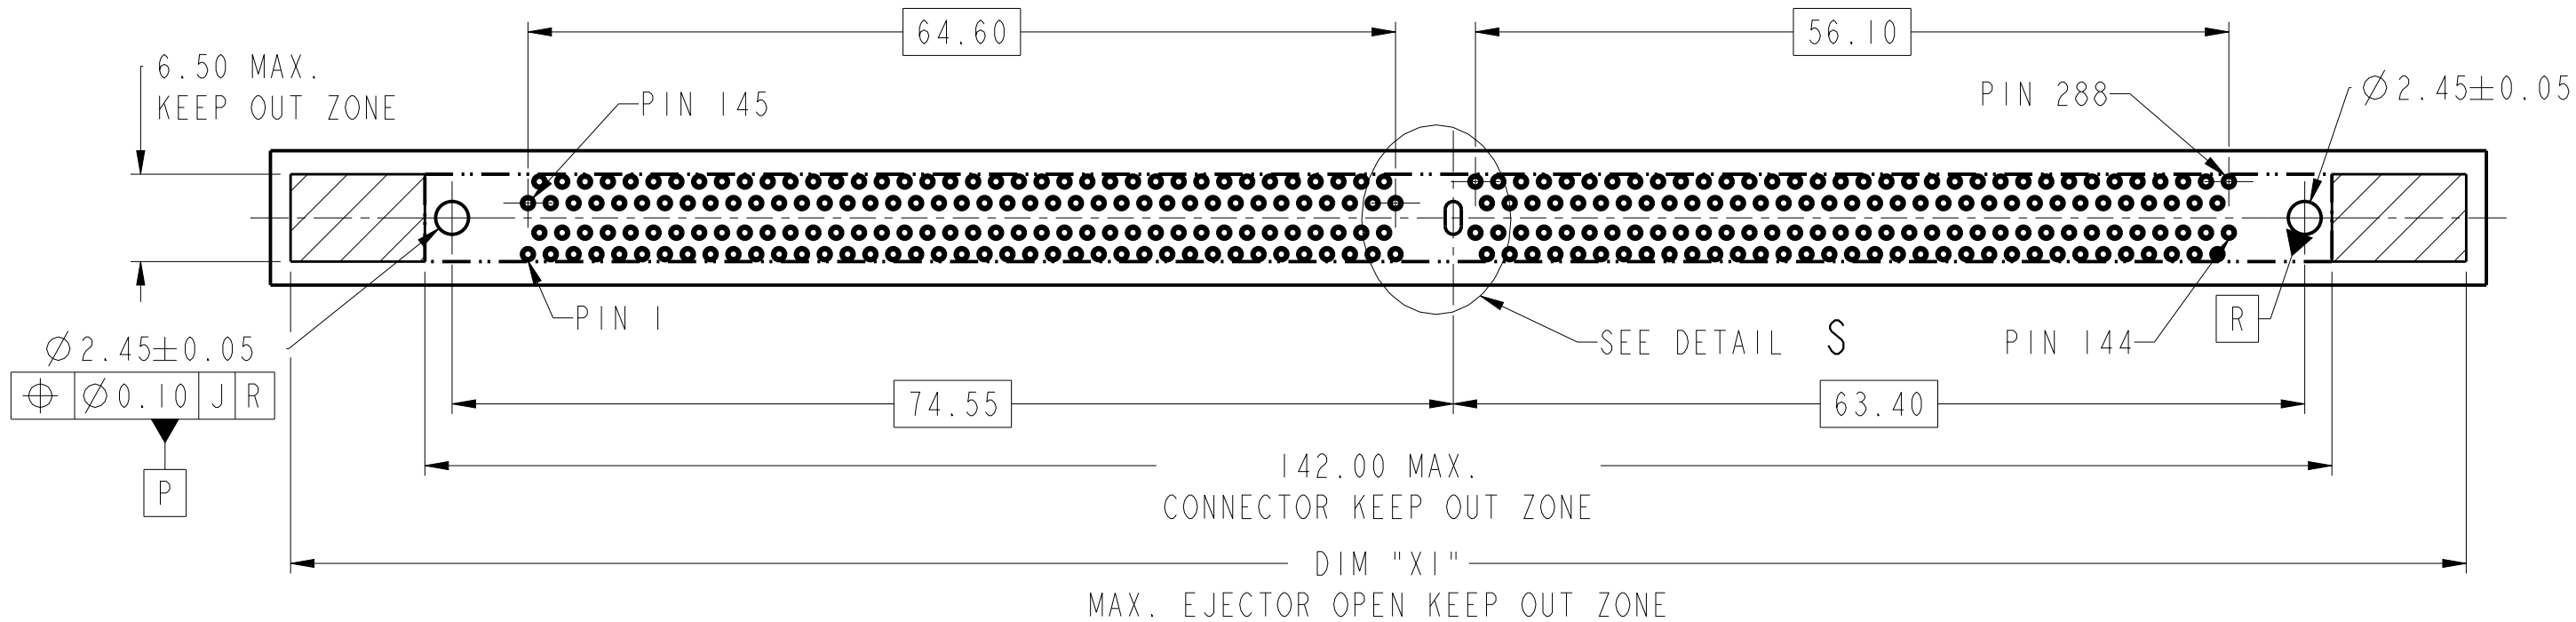 64.60
56.10
6.50 MAX.
KEEP OUT ZONE
PIN 145
PIN 288
Ø2.45±0.05
PIN 1
SEE DETAIL S
PIN 144
R
Ø2.45±0.05
⌖ Ø0.10 J R
74.55
63.40
P
142.00 MAX.
CONNECTOR KEEP OUT ZONE
DIM "X1"
MAX. EJECTOR OPEN KEEP OUT ZONE